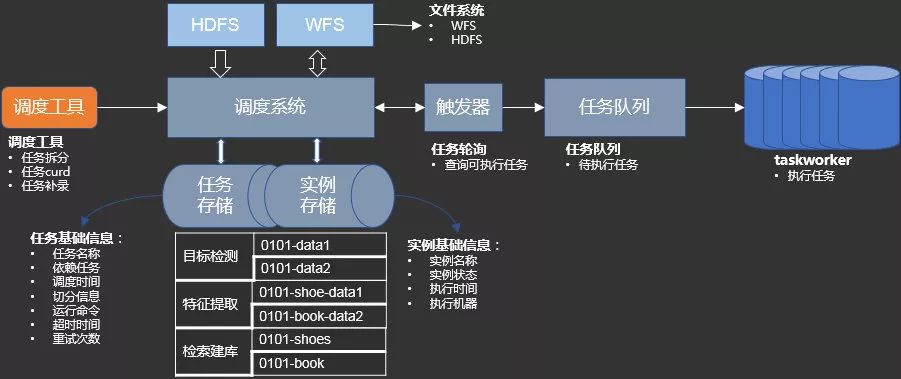 HDFS
WFS
文件系统
• WFS
• HDFS
调度工具
调度系统
触发器
任务队列
调度工具
• 任务拆分
• 任务curd
• 任务补录
任务轮询
• 查询可执行任务
任务队列
• 待执行任务
taskworker
• 执行任务
任务
存储
实例
存储
任务基础信息：
• 任务名称
• 依赖任务
• 调度时间
• 切分信息
• 运行命令
• 超时时间
• 重试次数
目标检测
0101-data1
0101-data2
特征提取
0101-shoe-data1
0101-book-data2
检索建库
0101-shoes
0101-book
实例基础信息：
• 实例名称
• 实例状态
• 执行时间
• 执行机器